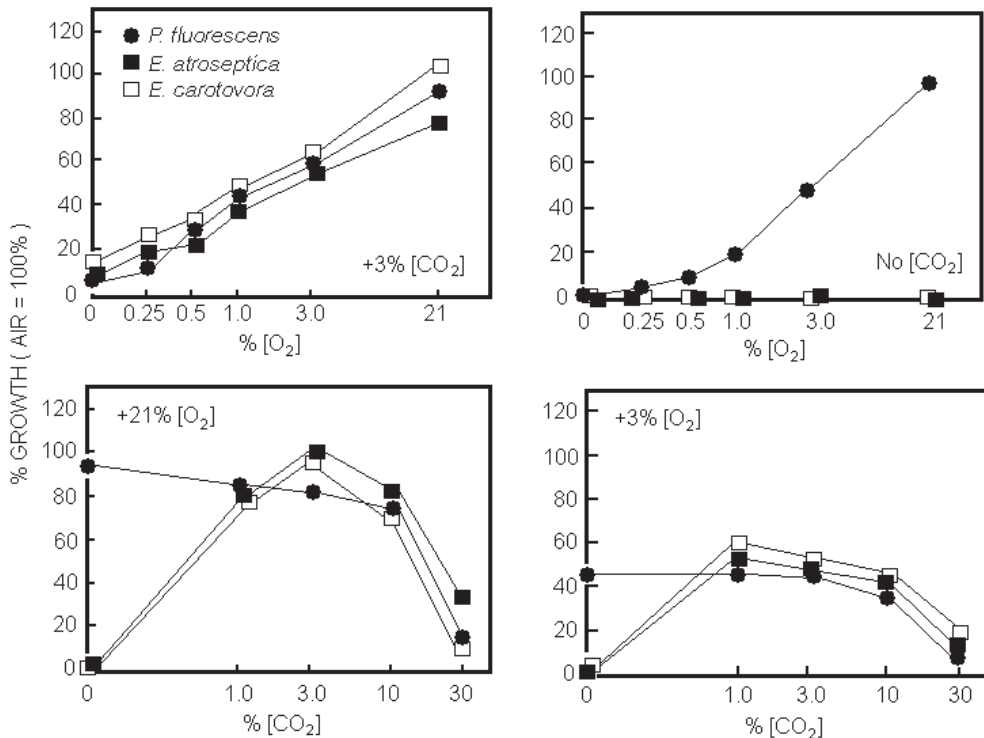 % GROWTH ( AIR = 100% )
120
100
80
60
40
20
0
P. fluorescens
E. atroseptica
E. carotovora
+3% [CO₂]
0 0.25 0.5 1.0 3.0 21
% [O₂]
120
100
80
60
40
20
0
No [CO₂]
0 0.25 0.5 1.0 3.0 21
% [O₂]
120
100
80
60
40
20
0
+21% [O₂]
0 1.0 3.0 10 30
% [CO₂]
120
100
80
60
40
20
0
+3% [O₂]
0 1.0 3.0 10 30
% [CO₂]